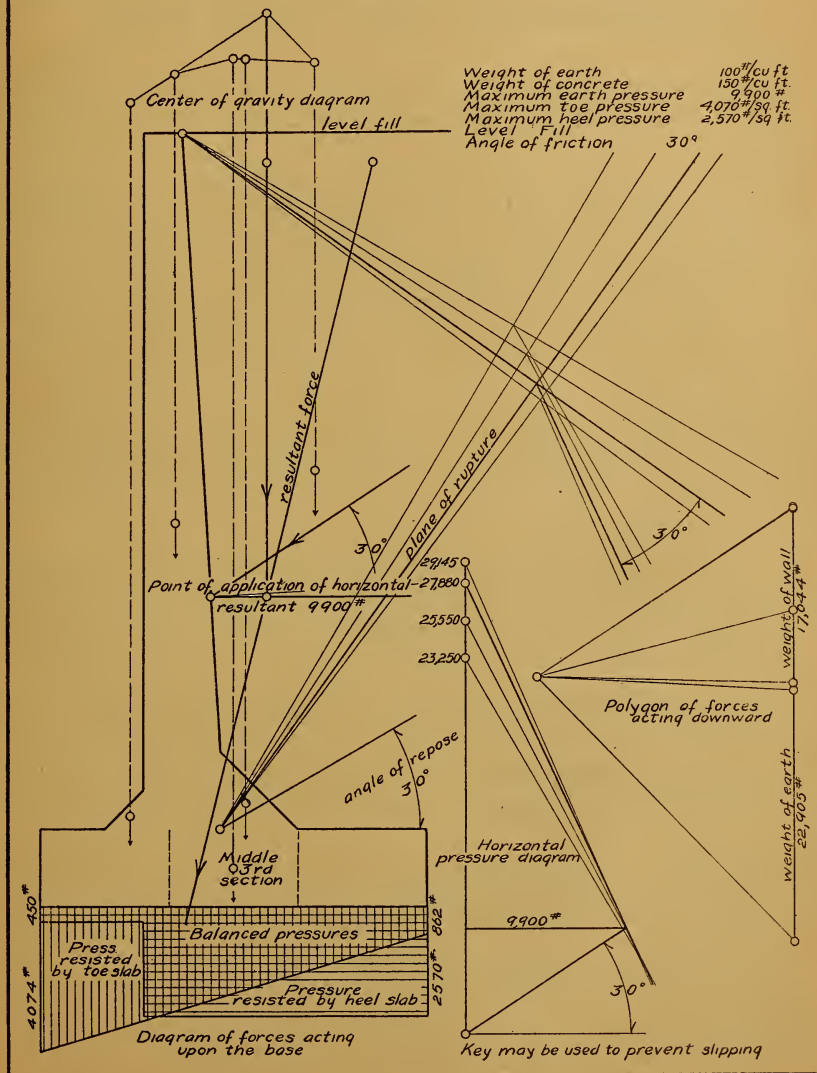 Weight of earth 100#/cu ft
Weight of concrete 150#/cu ft.
Maximum earth pressure 9,900 #
Maximum toe pressure 4,070#/sq. ft.
Maximum heel pressure 2,570#/sq ft.
Level Fill
Angle of friction 30°
Center of gravity diagram
level fill
resultant force
plane of rupture
30°
30°
Point of application of horizontal
resultant 9900#
29,145
27,880
25,550
23,250
weight of wall
17,044#
Polygon of forces
acting downward
weight of earth
22,905#
angle of repose
30°
Middle
3rd
section
Horizontal
pressure diagram
9,900#
30°
450#
862#
Balanced pressures
Press
resisted
by toe slab
4074#
2570#
Pressure
resisted by heel slab
Diagram of forces acting
upon the base
Key may be used to prevent slipping